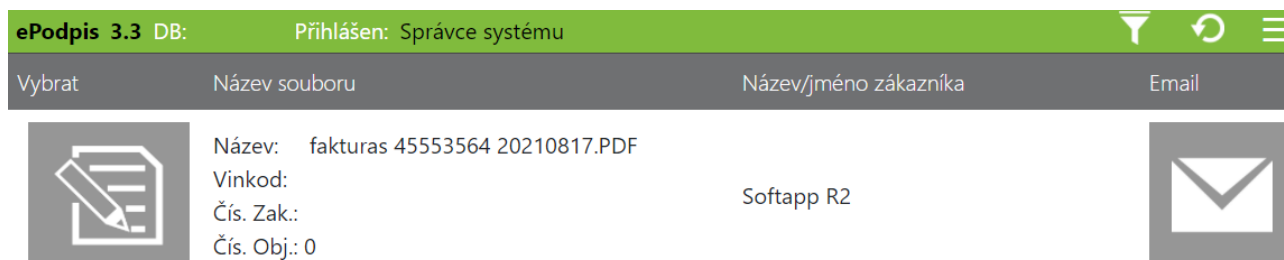 ePodpis 3.3 DB: Přihlášen: Správce systému
Vybrat Název souboru Název/jméno zákazníka Email
Název: fakturas 45553564 20210817.PDF
Vinkod:
Softapp R2
Čís. Zak.:
Čís. Obj.: 0